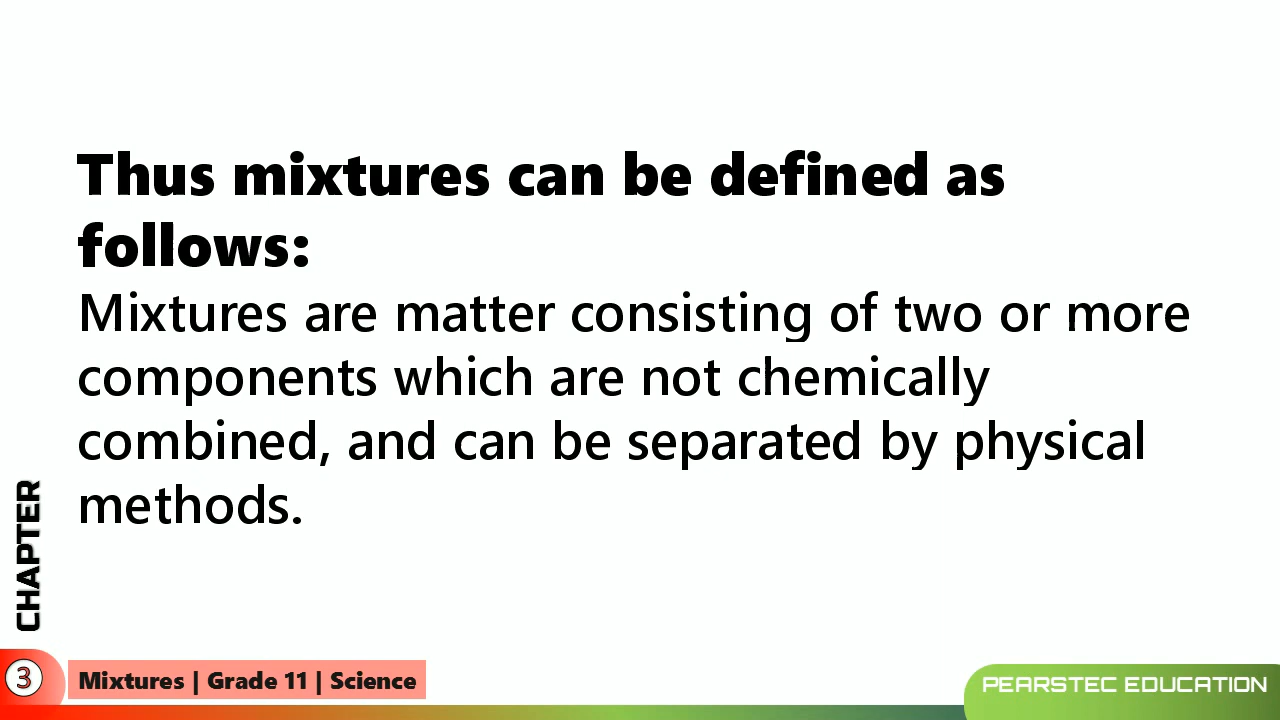 Thus mixtures can be defined as
follows:
Mixtures are matter consisting of two or more
components which are not chemically
combined, and can be separated by physical
methods.
CHAPTER
3
Mixtures | Grade 11 | Science
PEARSTEC EDUCATION